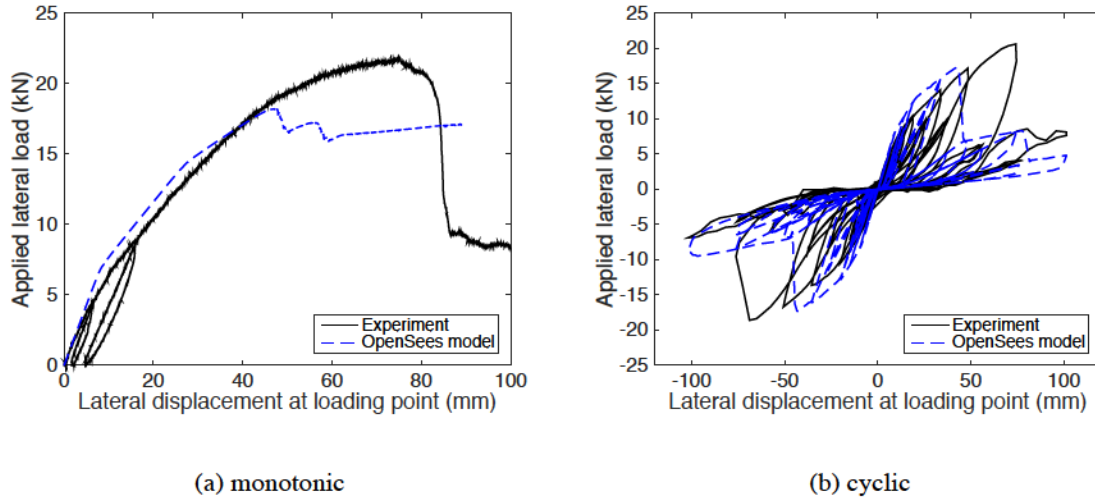 25
20
15
10
5
0
0 20 40 60 80 100
Applied lateral load (kN)
Lateral displacement at loading point (mm)
Experiment
OpenSees model
(a) monotonic
25
20
15
10
5
0
-5
-10
-15
-20
-25
-100 -50 0 50 100
Applied lateral load (kN)
Lateral displacement at loading point (mm)
Experiment
OpenSees model
(b) cyclic